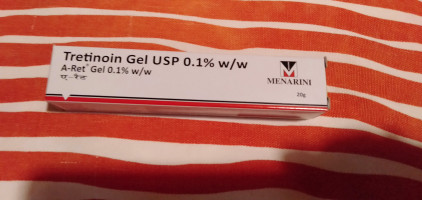 Tretinoin Gel USP 0.1% w/w
A-Ret® Gel 0.1% w/w
ए-रैट
MENARINI
20g